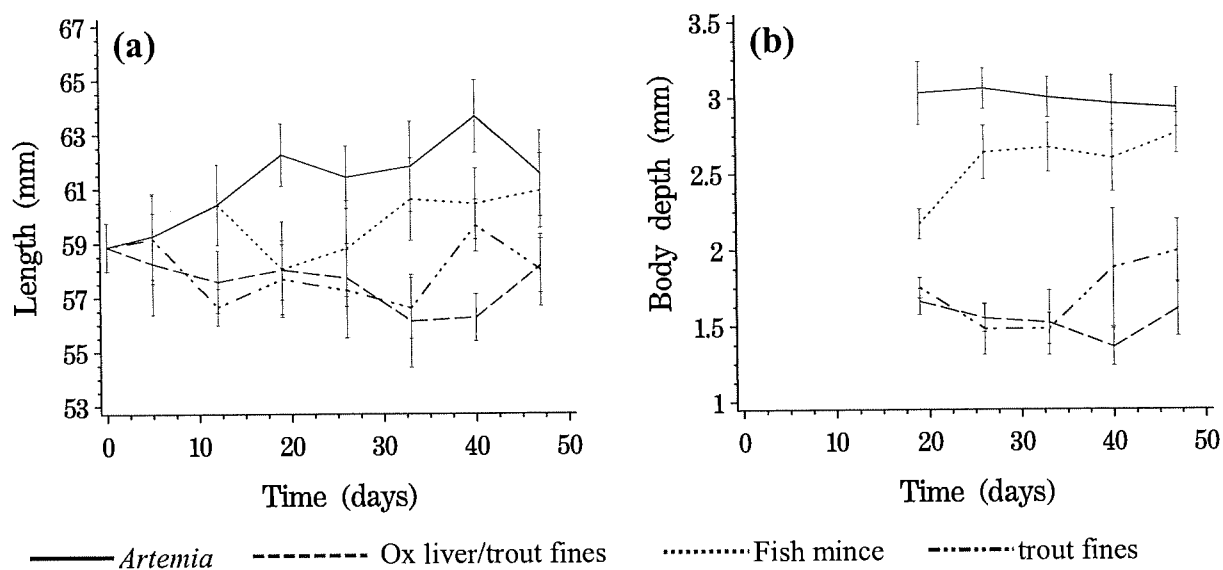 (a)
Length (mm)
67
65
63
61
59
57
55
53
0 10 20 30 40 50
Time (days)
(b)
Body depth (mm)
3.5
3
2.5
2
1.5
1
0 10 20 30 40 50
Time (days)
Artemia Ox liver/trout fines Fish mince trout fines